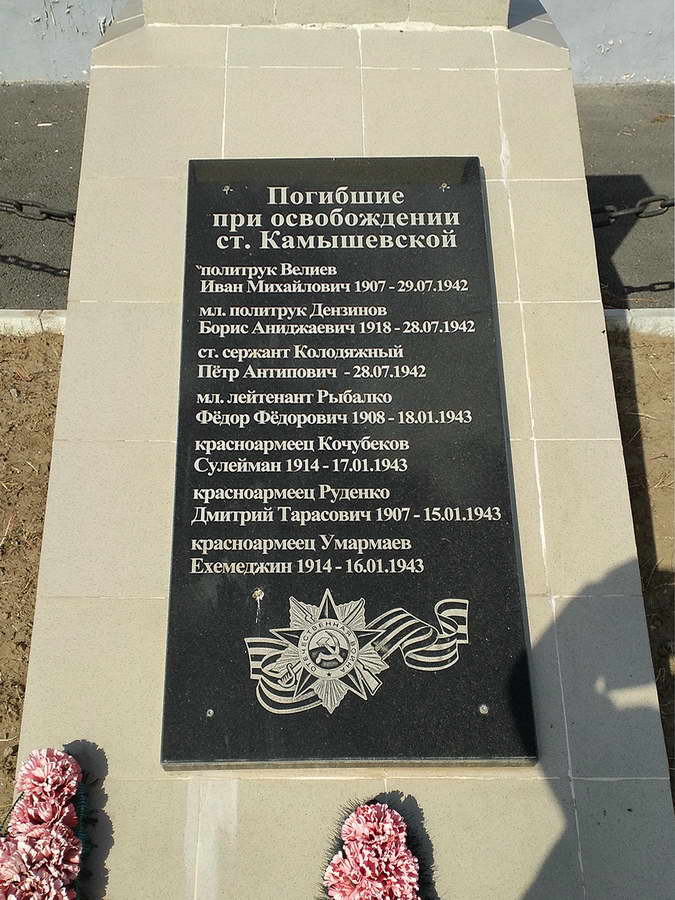 Погибшие
при освобождении
ст. Камышевской
политрук Велиев
Иван Михайлович 1907 - 29.07.1942
мл. политрук Дензинов
Борис Аниджаевич 1918 - 28.07.1942
ст. сержант Колодяжный
Пётр Антипович - 28.07.1942
мл. лейтенант Рыбалко
Фёдор Фёдорович 1908 - 18.01.1943
красноармеец Кочубеков
Сулейман 1914 - 17.01.1943
красноармеец Руденко
Дмитрий Тарасович 1907 - 15.01.1943
красноармеец Умармаев
Ехемеджин 1914 - 16.01.1943
ОТЕЧЕСТВЕННАЯ ВОЙНА